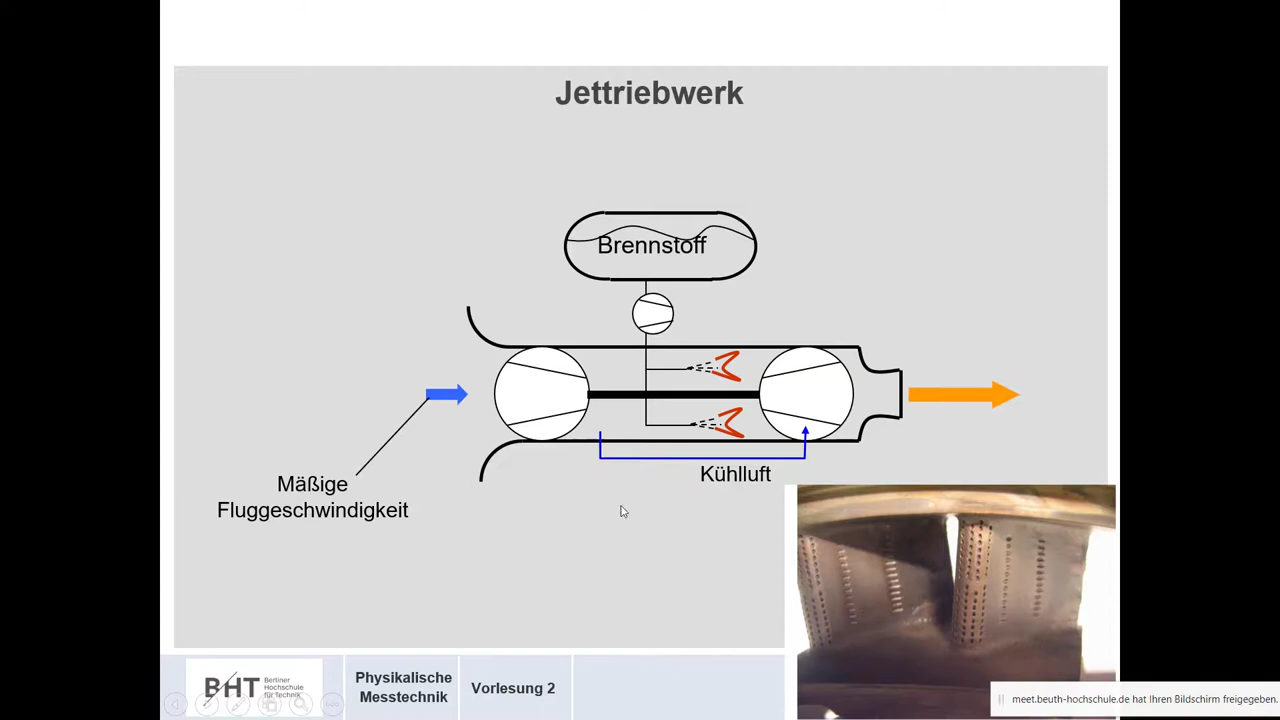 Jettriebwerk
Brennstoff
Mäßige
Fluggeschwindigkeit
Kühlluft
BHT
Berliner
Hochschule
für Technik
Physikalische
Messtechnik
Vorlesung 2
meet.beuth-hochschule.de hat Ihren Bildschirm freigegeben.